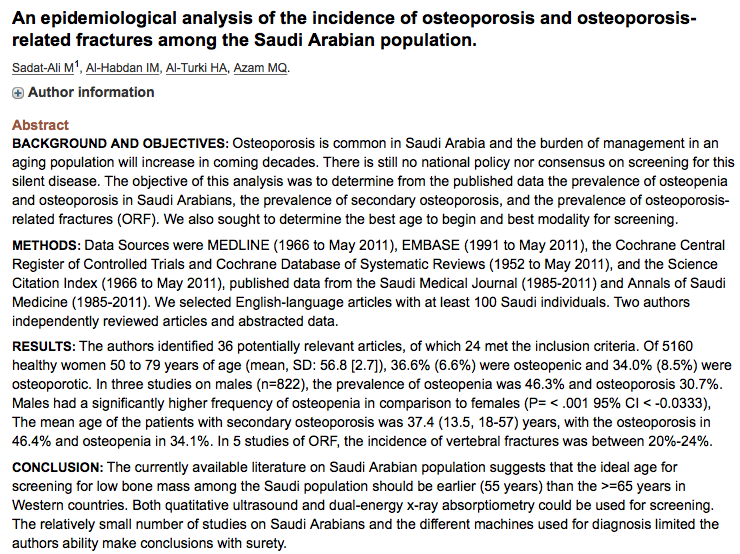 An epidemiological analysis of the incidence of osteoporosis and osteoporosis-
related fractures among the Saudi Arabian population.
Sadat-Ali M1, Al-Habdan IM, Al-Turki HA, Azam MQ.
Author information
Abstract
BACKGROUND AND OBJECTIVES: Osteoporosis is common in Saudi Arabia and the burden of management in an
aging population will increase in coming decades. There is still no national policy nor consensus on screening for this
silent disease. The objective of this analysis was to determine from the published data the prevalence of osteopenia
and osteoporosis in Saudi Arabians, the prevalence of secondary osteoporosis, and the prevalence of osteoporosis-
related fractures (ORF). We also sought to determine the best age to begin and best modality for screening.
METHODS: Data Sources were MEDLINE (1966 to May 2011), EMBASE (1991 to May 2011), the Cochrane Central
Register of Controlled Trials and Cochrane Database of Systematic Reviews (1952 to May 2011), and the Science
Citation Index (1966 to May 2011), published data from the Saudi Medical Journal (1985-2011) and Annals of Saudi
Medicine (1985-2011). We selected English-language articles with at least 100 Saudi individuals. Two authors
independently reviewed articles and abstracted data.
RESULTS: The authors identified 36 potentially relevant articles, of which 24 met the inclusion criteria. Of 5160
healthy women 50 to 79 years of age (mean, SD: 56.8 [2.7]), 36.6% (6.6%) were osteopenic and 34.0% (8.5%) were
osteoporotic. In three studies on males (n=822), the prevalence of osteopenia was 46.3% and osteoporosis 30.7%.
Males had a significantly higher frequency of osteopenia in comparison to females (P= < .001 95% CI < -0.0333),
The mean age of the patients with secondary osteoporosis was 37.4 (13.5, 18-57) years, with the osteoporosis in
46.4% and osteopenia in 34.1%. In 5 studies of ORF, the incidence of vertebral fractures was between 20%-24%.
CONCLUSION: The currently available literature on Saudi Arabian population suggests that the ideal age for
screening for low bone mass among the Saudi population should be earlier (55 years) than the >=65 years in
Western countries. Both quatitative ultrasound and dual-energy x-ray absorptiometry could be used for screening.
The relatively small number of studies on Saudi Arabians and the different machines used for diagnosis limited the
authors ability make conclusions with surety.